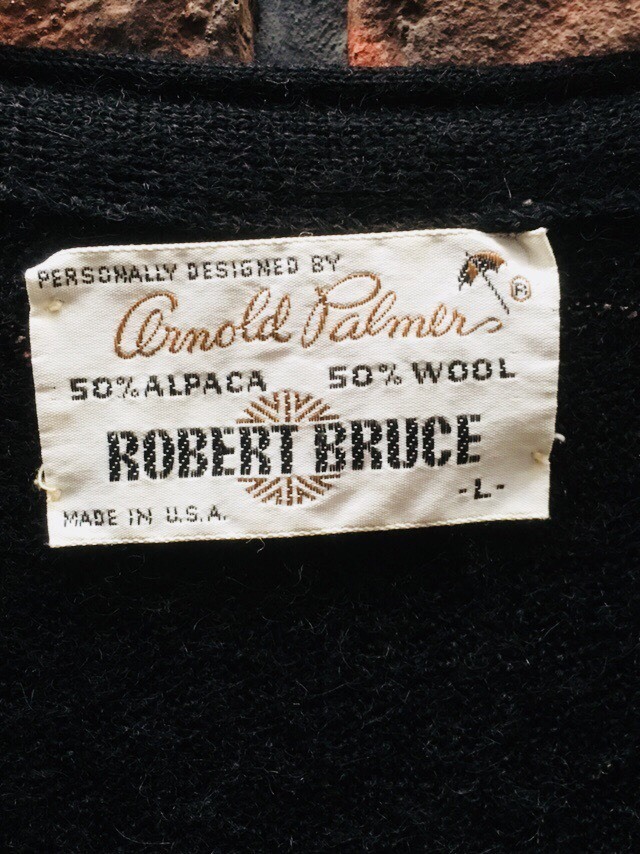 PERSONALLY DESIGNED BY
Arnold Palmer
®
50% ALPACA 50% WOOL
ROBERT BRUCE
-L-
MADE IN U.S.A.